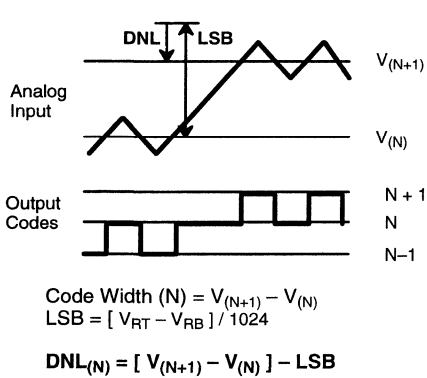 DNL LSB
V(N+1)
Analog
Input
V(N)
Output
Codes
N + 1
N
N–1
Code Width (N) = V(N+1) – V(N)
LSB = [ VRT – VRB ] / 1024
DNL(N) = [ V(N+1) – V(N) ] – LSB